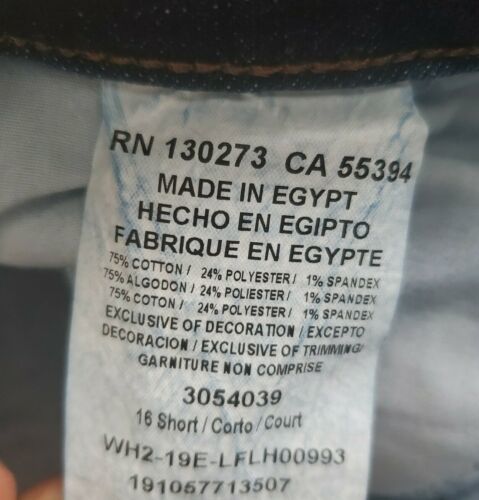 RN 130273 CA 55394
MADE IN EGYPT
HECHO EN EGIPTO
FABRIQUE EN EGYPTE
75% COTTON / 24% POLYESTER / 1% SPANDEX
75% ALGODON / 24% POLIESTER / 1% SPANDEX
75% COTON / 24% POLYESTER / 1% SPANDEX
EXCLUSIVE OF DECORATION / EXCEPTO
DECORACION / EXCLUSIVE OF TRIMMING/
GARNITURE NON COMPRISE
3054039
16 Short / Corto / Court
WH2-19E-LFLH00993
191057713507